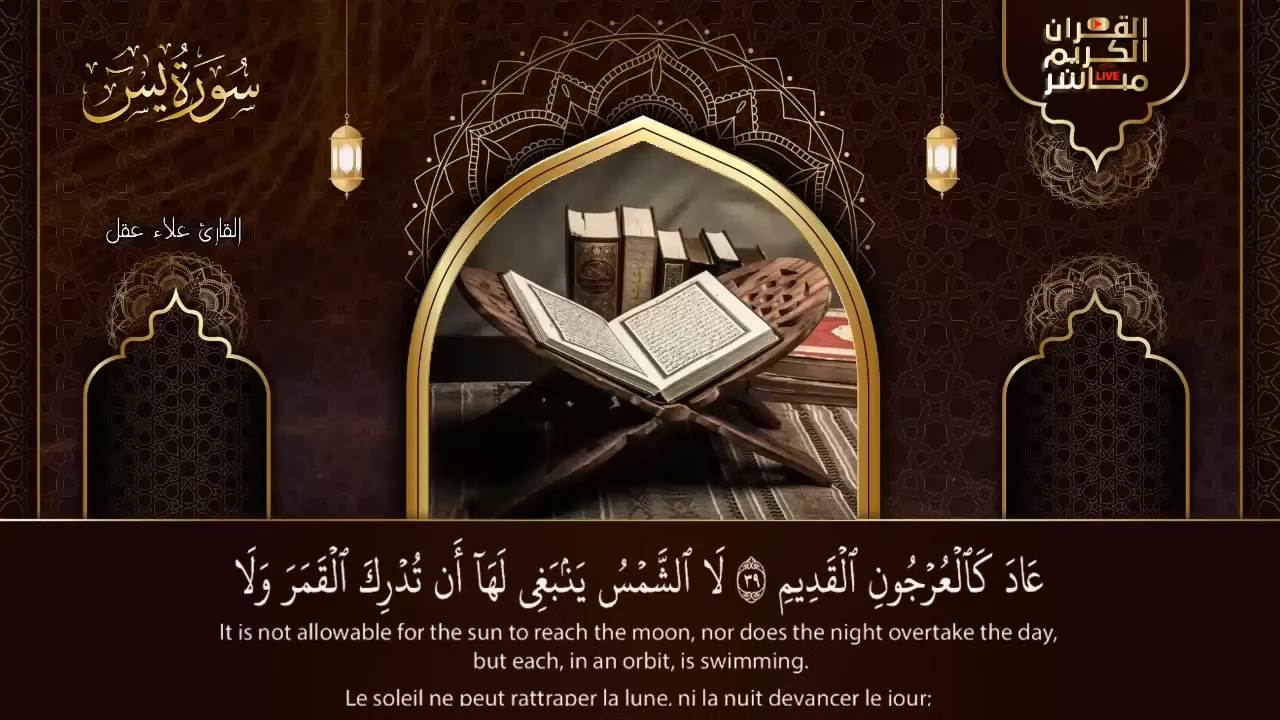 سُورَةُ يسٓ
القران
الكريم
مباشر
LIVE
القارئ علاء عقل
عَادَ كَٱلْعُرْجُونِ ٱلْقَدِيمِ ٣٩ لَا ٱلشَّمْسُ يَنۢبَغِى لَهَآ أَن تُدْرِكَ ٱلْقَمَرَ وَلَا
It is not allowable for the sun to reach the moon, nor does the night overtake the day,
but each, in an orbit, is swimming.
Le soleil ne peut rattraper la lune, ni la nuit devancer le jour;